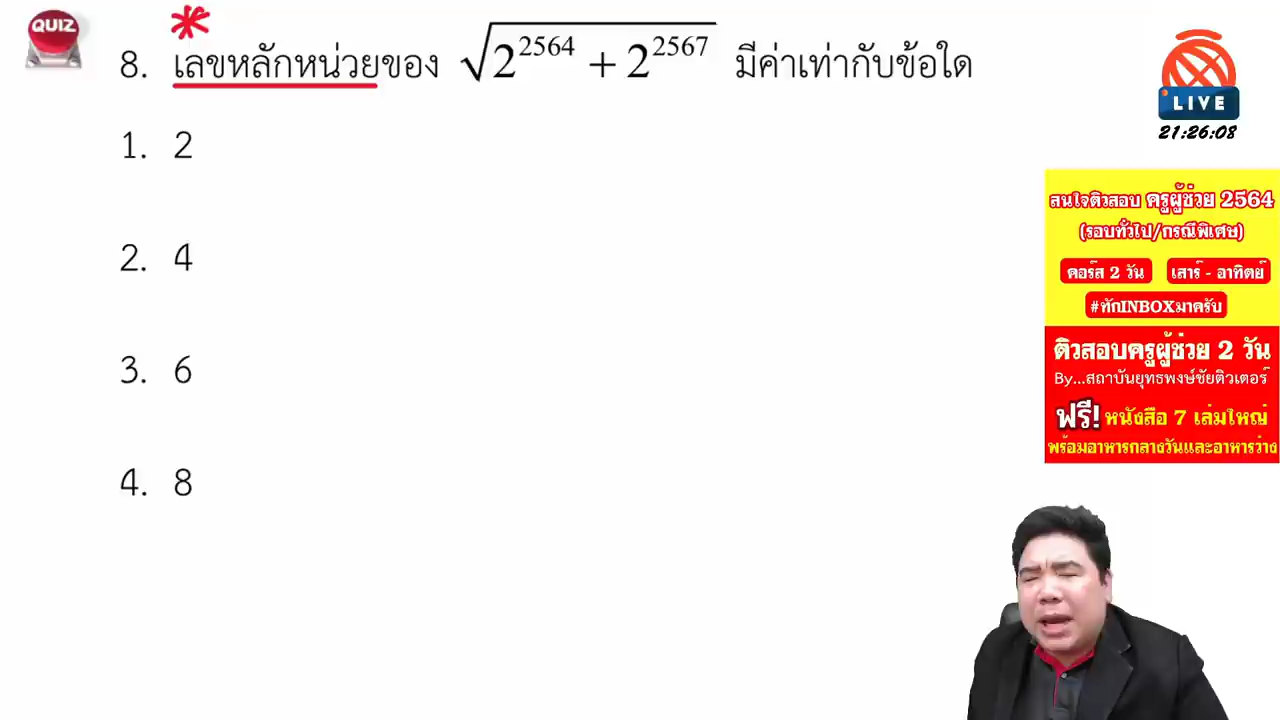 QUIZ
8. เลขหลักหน่วยของ √(2^2564 + 2^2567) มีค่าเท่ากับข้อใด
1. 2
2. 4
3. 6
4. 8
LIVE
21:26:08
สนใจติวสอบ ครูผู้ช่วย 2564
(รอบทั่วไป/กรณีพิเศษ)
คอร์ส 2 วัน เสาร์ - อาทิตย์
#ทักINBOXมาครับ
ติวสอบครูผู้ช่วย 2 วัน
By...สถาบันยุทธพงษ์ชัยติวเตอร์
ฟรี! หนังสือ 7 เล่มใหญ่
พร้อมอาหารกลางวันและอาหารว่าง